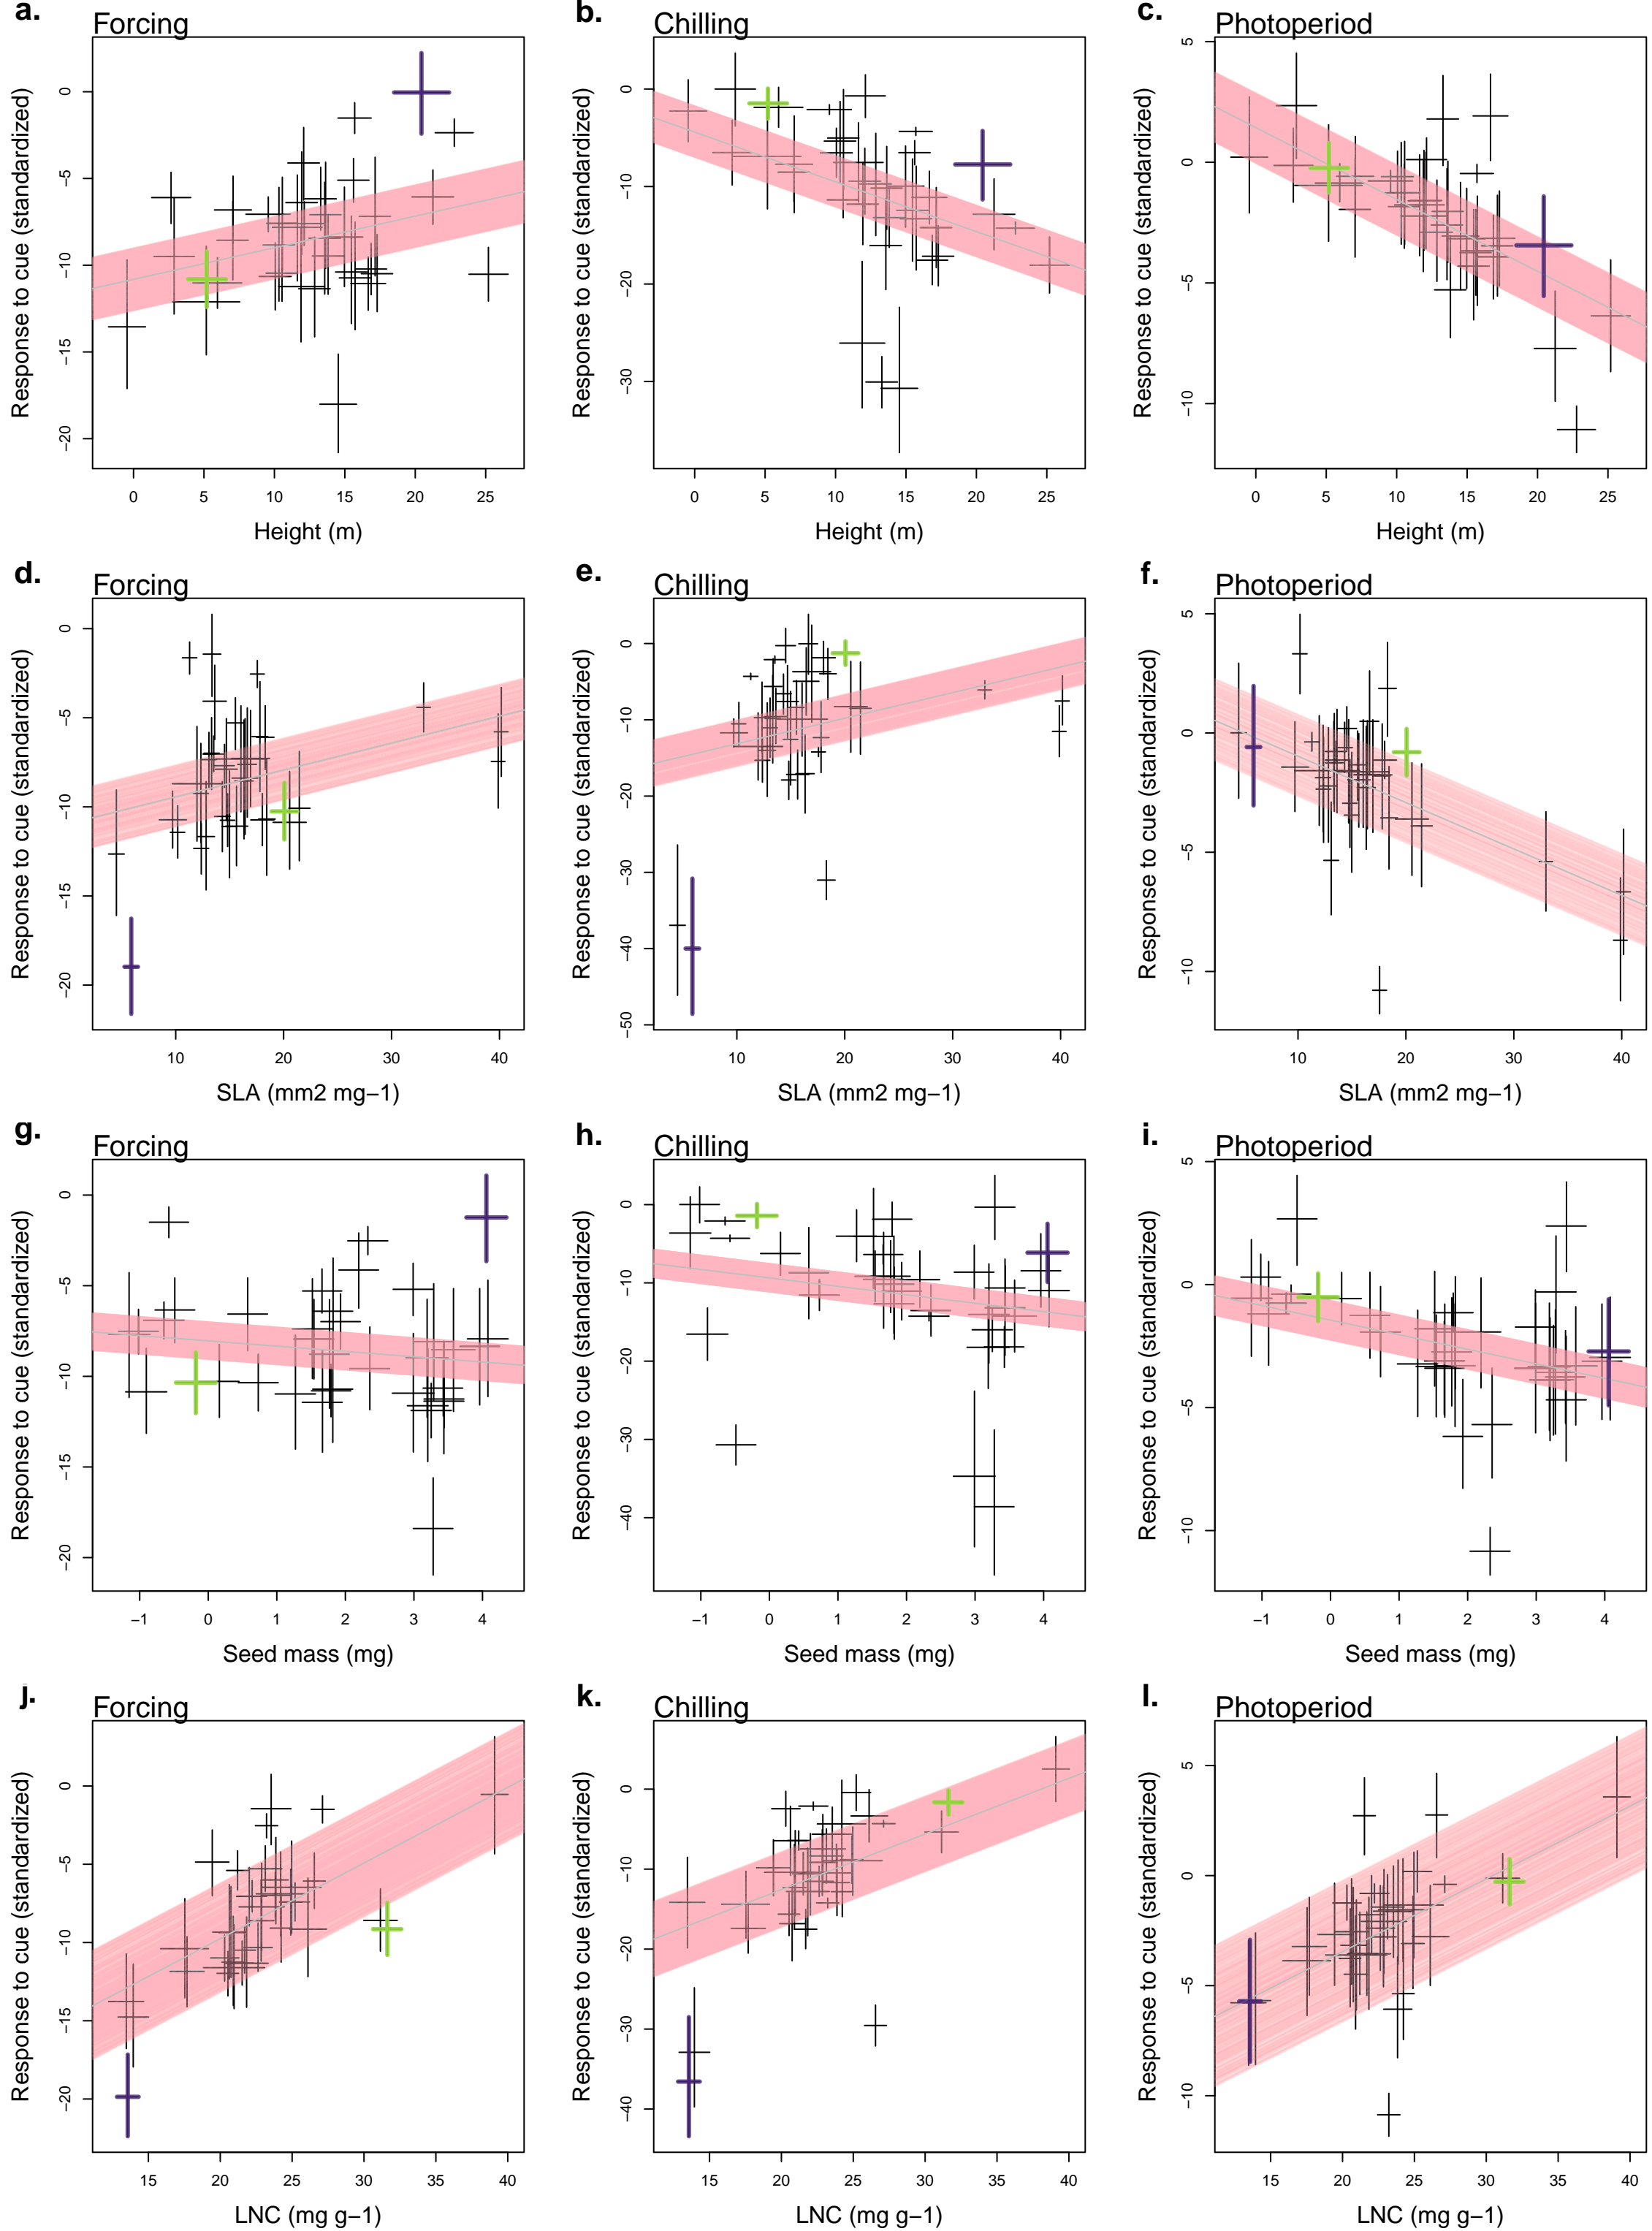 a. Forcing
b. Chilling
c. Photoperiod
Response to cue (standardized)
0
−5
−10
−15
−20
0 5 10 15 20 25
Height (m)
Response to cue (standardized)
0
−10
−20
−30
0 5 10 15 20 25
Height (m)
Response to cue (standardized)
5
0
−5
−10
0 5 10 15 20 25
Height (m)
d. Forcing
e. Chilling
f. Photoperiod
Response to cue (standardized)
0
−5
−10
−15
−20
10 20 30 40
SLA (mm2 mg−1)
Response to cue (standardized)
0
−10
−20
−30
−40
−50
10 20 30 40
SLA (mm2 mg−1)
Response to cue (standardized)
5
0
−5
−10
10 20 30 40
SLA (mm2 mg−1)
g. Forcing
h. Chilling
i. Photoperiod
Response to cue (standardized)
0
−5
−10
−15
−20
−1 0 1 2 3 4
Seed mass (mg)
Response to cue (standardized)
0
−10
−20
−30
−40
−1 0 1 2 3 4
Seed mass (mg)
Response to cue (standardized)
5
0
−5
−10
−1 0 1 2 3 4
Seed mass (mg)
j. Forcing
k. Chilling
l. Photoperiod
Response to cue (standardized)
0
−5
−10
−15
−20
15 20 25 30 35 40
LNC (mg g−1)
Response to cue (standardized)
0
−10
−20
−30
−40
15 20 25 30 35 40
LNC (mg g−1)
Response to cue (standardized)
5
0
−5
−10
15 20 25 30 35 40
LNC (mg g−1)